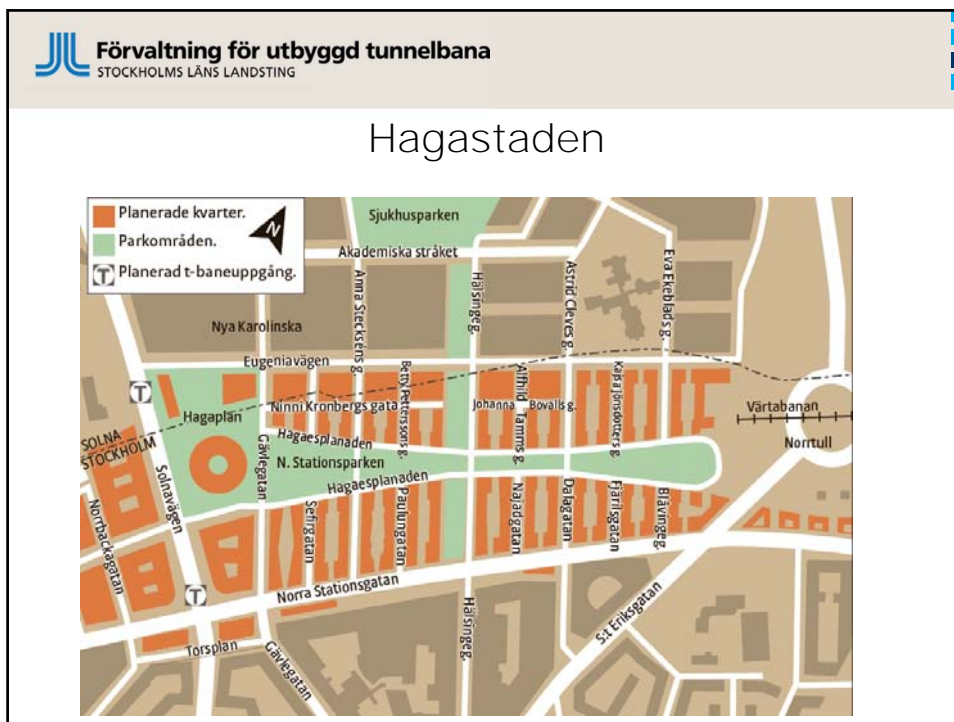 Förvaltning för utbyggd tunnelbana
STOCKHOLMS LÄNS LANDSTING
Hagastaden
Planerade kvarter.
Parkområden.
T Planerad t-baneuppgång.
N
Sjukhusparken
Akademiska stråket
Anna Steckséns g.
Hälsingeg.
Astrid Cleves g.
Eva Ekeblads g.
Nya Karolinska
Eugeniavägen
T
Hagaplan
Ninni Kronbergs gata
Betty Petterssons g.
Johanna Bovalls g.
Alfhild Tamms g.
Kajsa Jonsdotters g.
Värtabanan
Norrtull
SOLNA
STOCKHOLM
Hagaesplanaden
N. Stationsparken
Hagaesplanaden
Gävlegatan
Solnavägen
Norrbackagatan
Sefirgatan
Paulungatan
Najadgatan
Dalagatan
Fjärilsgatan
Blåvingeg.
T
Norra Stationsgatan
Torsplan
Gävlegatan
Hälsingeg.
S:t Eriksgatan